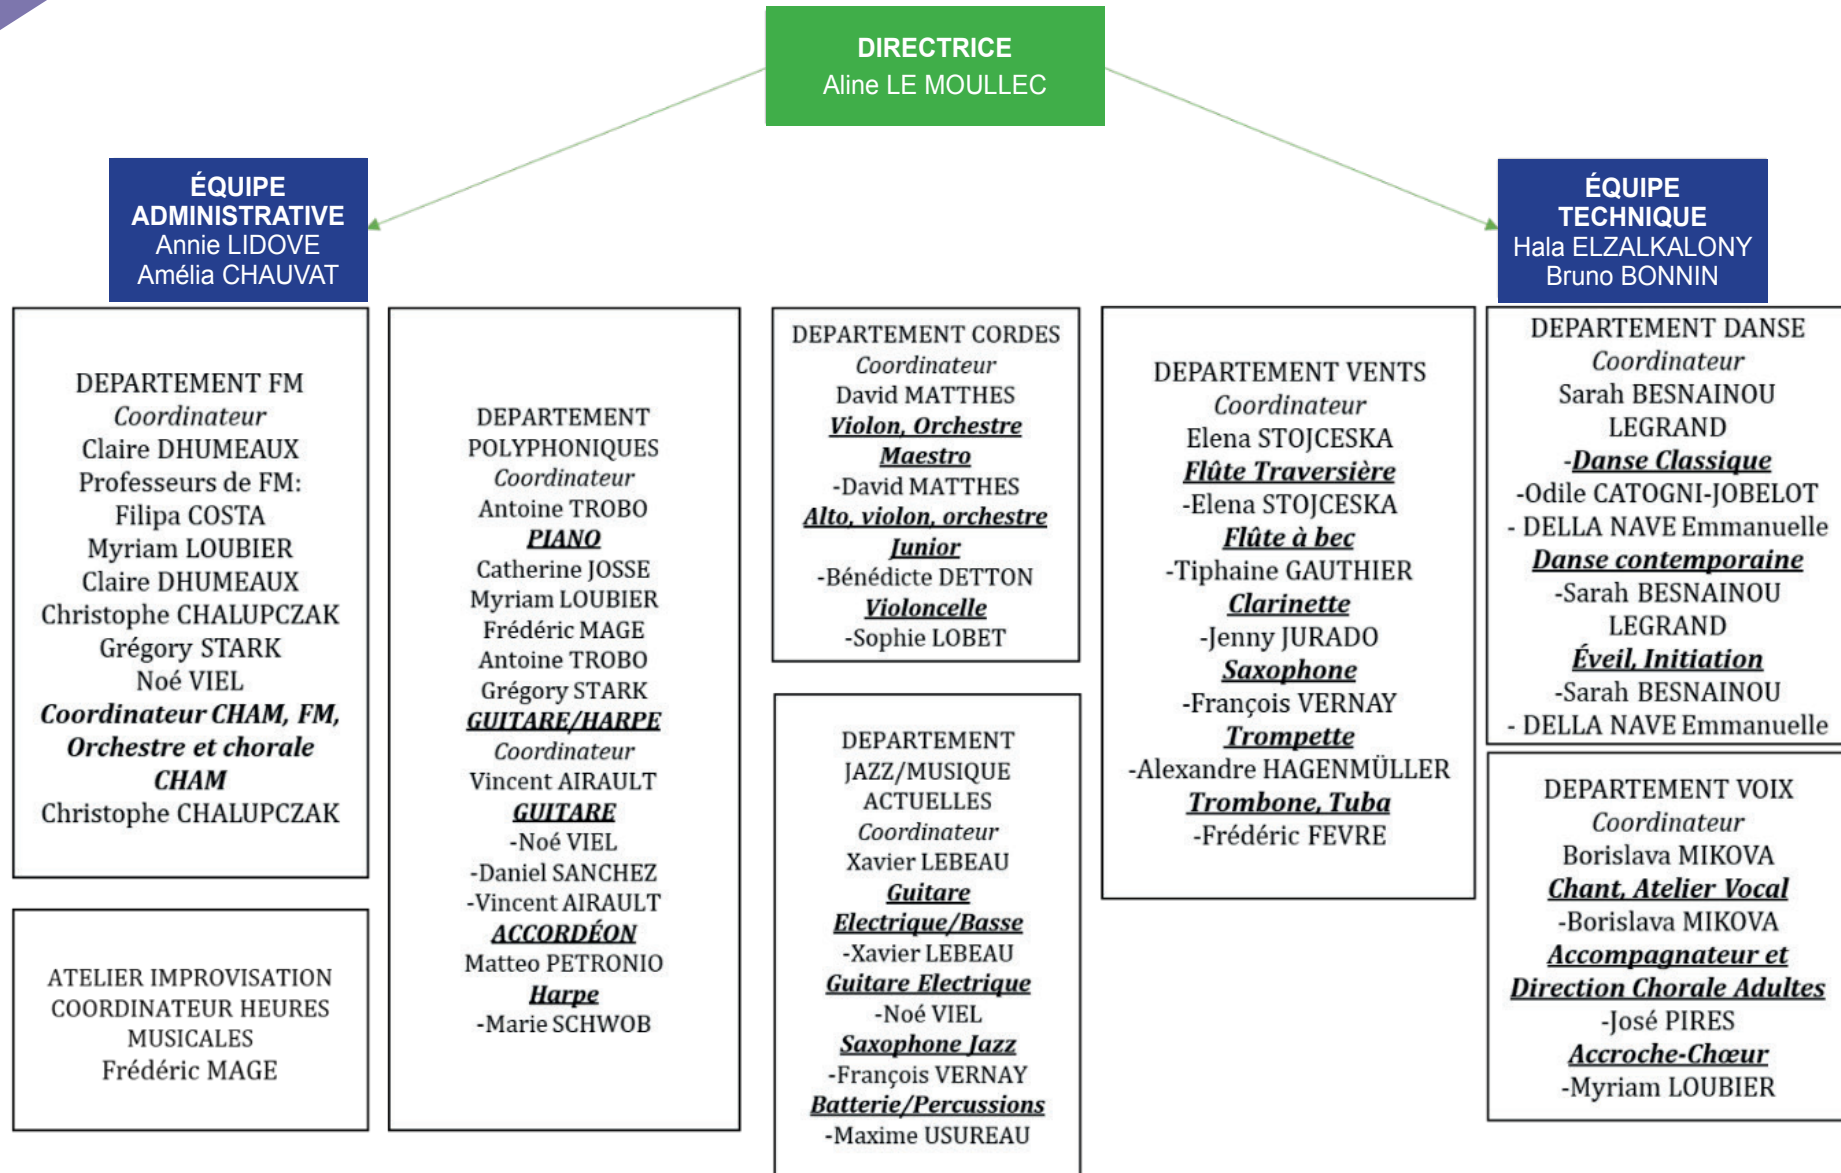 DIRECTRICE
Aline LE MOULLEC
ÉQUIPE
ADMINISTRATIVE
Annie LIDOVE
Amélia CHAUVAT
ÉQUIPE
TECHNIQUE
Hala ELZALKALONY
Bruno BONNIN
DEPARTEMENT FM
Coordinateur
Claire DHUMEAUX
Professeurs de FM:
Filipa COSTA
Myriam LOUBIER
Claire DHUMEAUX
Christophe CHALUPCZAK
Grégory STARK
Noé VIEL
Coordinateur CHAM, FM,
Orchestre et chorale
CHAM
Christophe CHALUPCZAK
ATELIER IMPROVISATION
COORDINATEUR HEURES
MUSICALES
Frédéric MAGE
DEPARTEMENT
POLYPHONIQUES
Coordinateur
Antoine TROBO
PIANO
Catherine JOSSE
Myriam LOUBIER
Frédéric MAGE
Antoine TROBO
Grégory STARK
GUITARE/HARPE
Coordinateur
Vincent AIRAULT
GUITARE
-Noé VIEL
-Daniel SANCHEZ
-Vincent AIRAULT
ACCORDÉON
Matteo PETRONIO
Harpe
-Marie SCHWOB
DEPARTEMENT CORDES
Coordinateur
David MATTHES
Violon, Orchestre
Maestro
-David MATTHES
Alto, violon, orchestre
Junior
-Bénédicte DETTON
Violoncelle
-Sophie LOBET
DEPARTEMENT
JAZZ/MUSIQUE
ACTUELLES
Coordinateur
Xavier LEBEAU
Guitare
Electrique/Basse
-Xavier LEBEAU
Guitare Electrique
-Noé VIEL
Saxophone Jazz
-François VERNAY
Batterie/Percussions
-Maxime USUREAU
DEPARTEMENT VENTS
Coordinateur
Elena STOJCESKA
Flûte Traversière
-Elena STOJCESKA
Flûte à bec
-Tiphaine GAUTHIER
Clarinette
-Jenny JURADO
Saxophone
-François VERNAY
Trompette
-Alexandre HAGENMÜLLER
Trombone, Tuba
-Frédéric FEVRE
DEPARTEMENT DANSE
Coordinateur
Sarah BESNAINOU
LEGRAND
-Danse Classique
-Odile CATOGNI-JOBELOT
- DELLA NAVE Emmanuelle
Danse contemporaine
-Sarah BESNAINOU
LEGRAND
Éveil, Initiation
-Sarah BESNAINOU
- DELLA NAVE Emmanuelle
DEPARTEMENT VOIX
Coordinateur
Borislava MIKOVA
Chant, Atelier Vocal
-Borislava MIKOVA
Accompagnateur et
Direction Chorale Adultes
-José PIRES
Accroche-Chœur
-Myriam LOUBIER